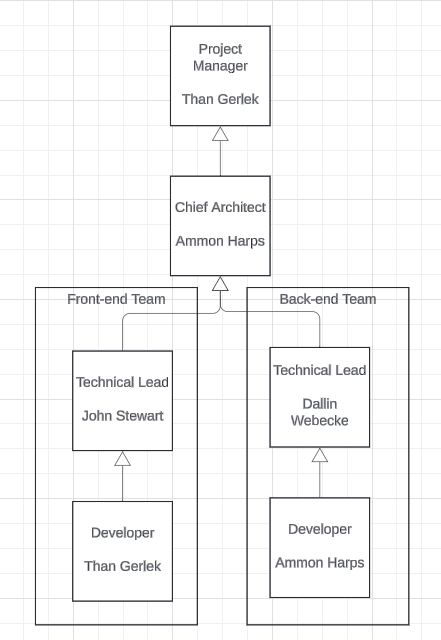 Project
Manager
Than Gerlek
Chief Architect
Ammon Harps
Front-end Team
Back-end Team
Technical Lead
John Stewart
Technical Lead
Dallin
Webecke
Developer
Than Gerlek
Developer
Ammon Harps